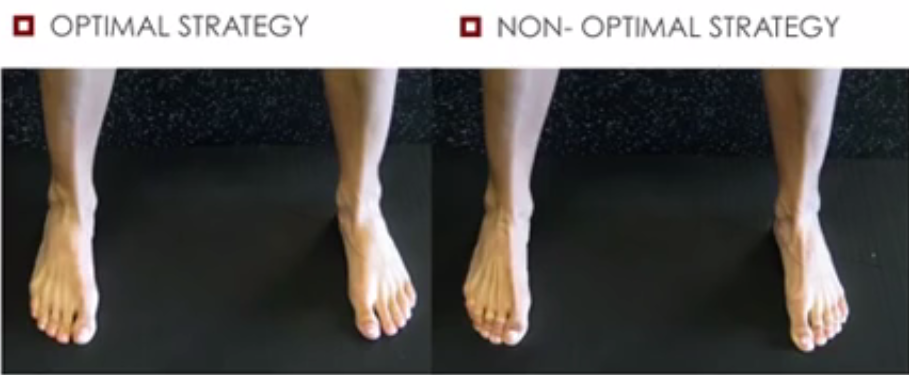 OPTIMAL STRATEGY
NON- OPTIMAL STRATEGY